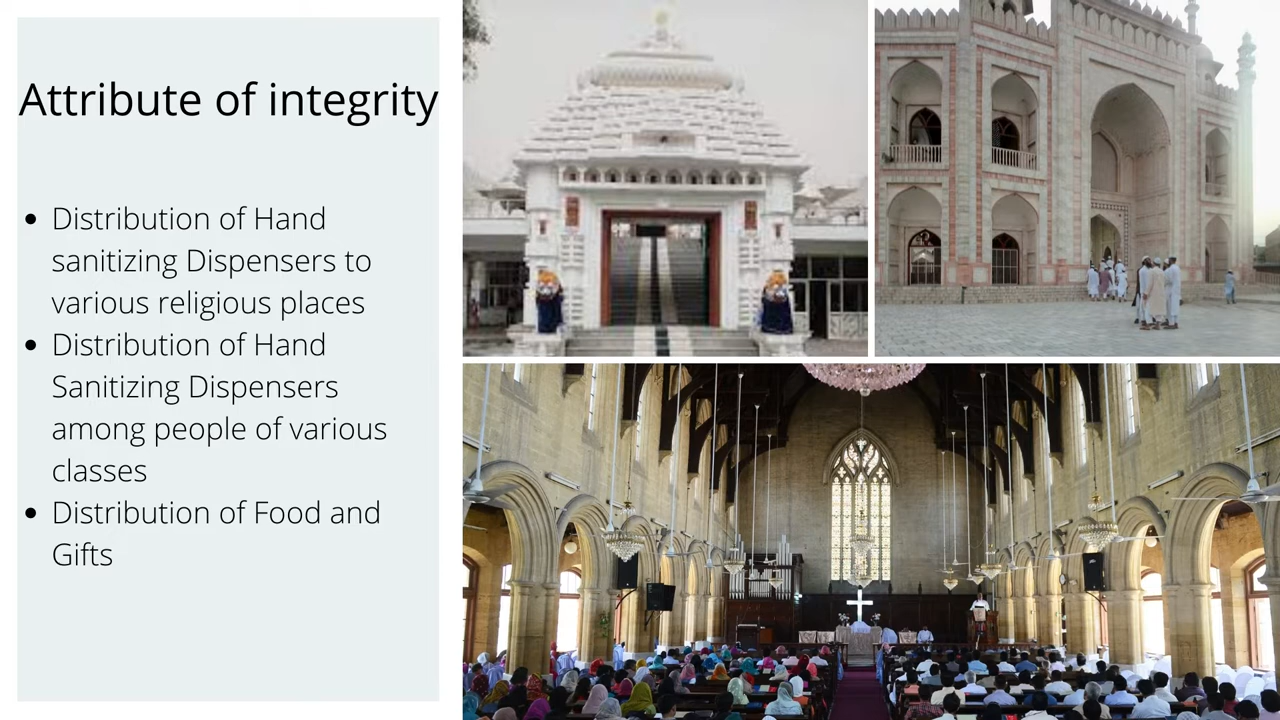 Attribute of integrity
Distribution of Hand
sanitizing Dispensers to
various religious places
Distribution of Hand
Sanitizing Dispensers
among people of various
classes
Distribution of Food and
Gifts